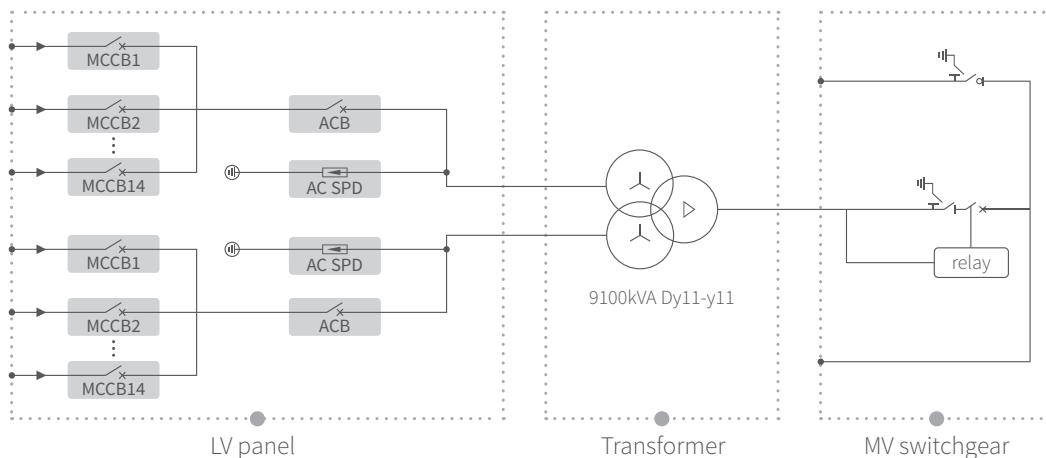 MCCB1
MCCB2
MCCB14
ACB
AC SPD
MCCB1
MCCB2
MCCB14
AC SPD
ACB
9100kVA Dy11-y11
relay
LV panel
Transformer
MV switchgear